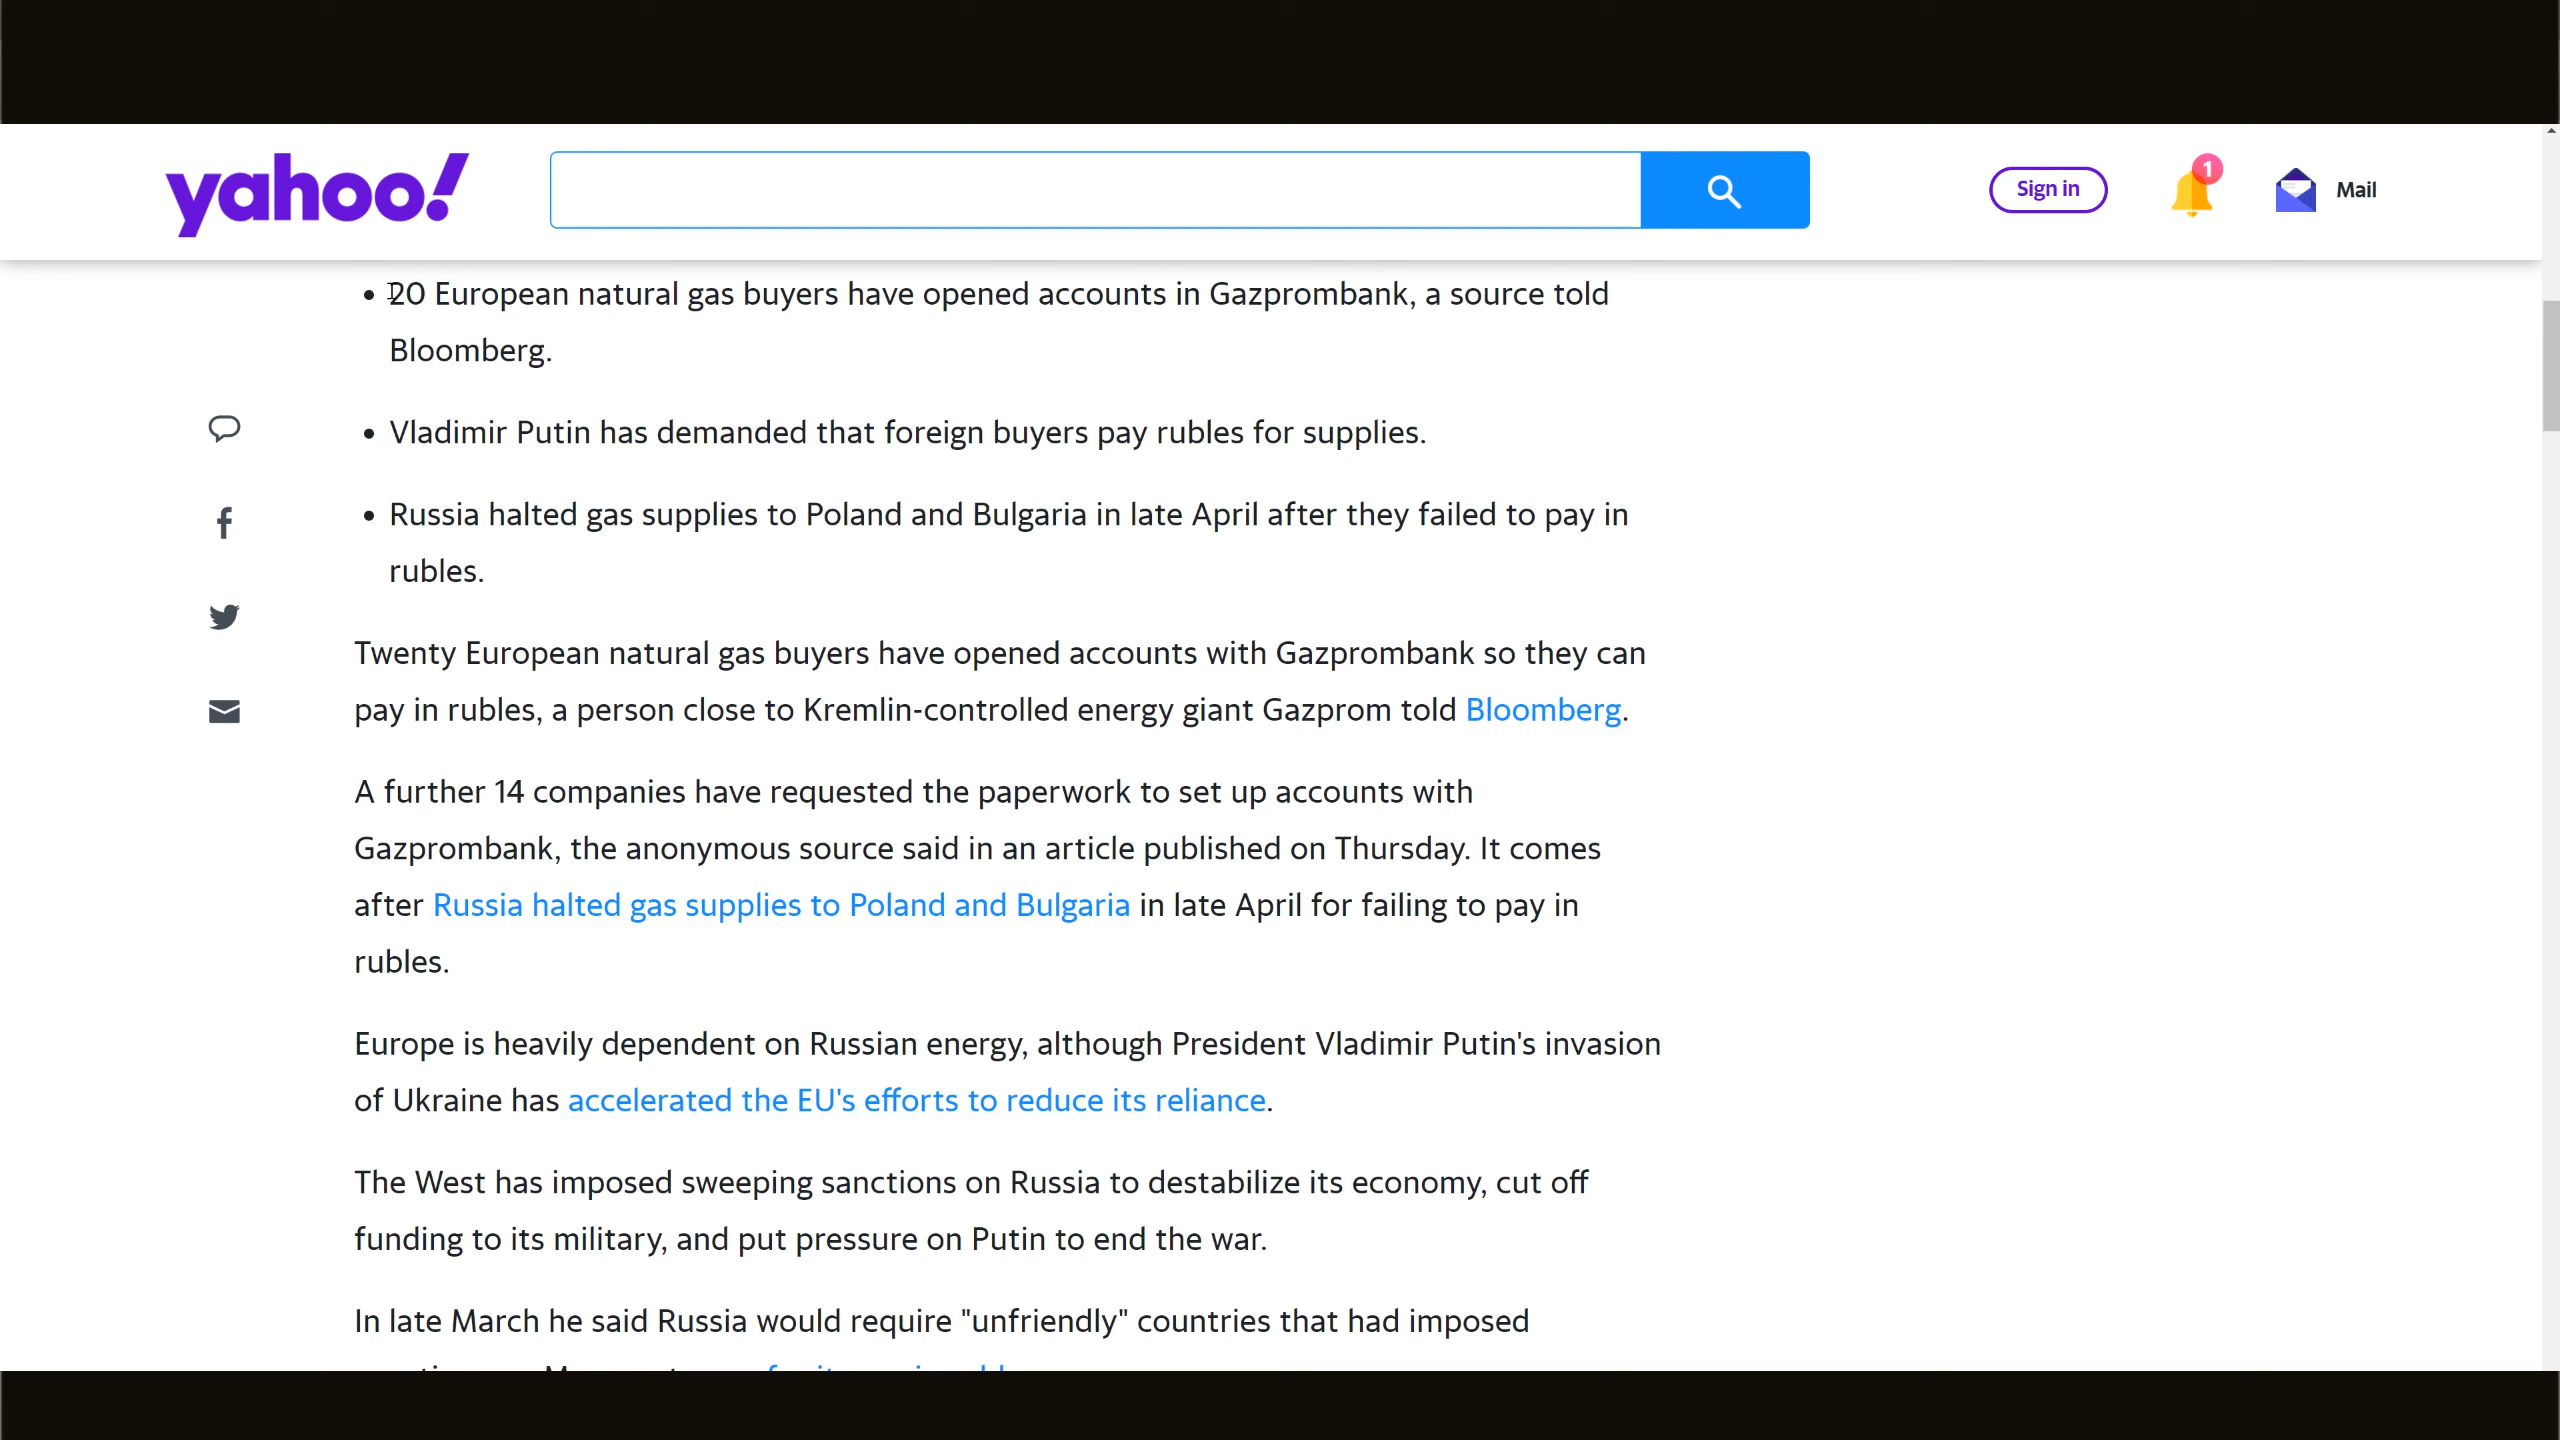 yahoo!
Sign in
1
Mail
20 European natural gas buyers have opened accounts in Gazprombank, a source told
Bloomberg.
Vladimir Putin has demanded that foreign buyers pay rubles for supplies.
Russia halted gas supplies to Poland and Bulgaria in late April after they failed to pay in
rubles.
Twenty European natural gas buyers have opened accounts with Gazprombank so they can
pay in rubles, a person close to Kremlin-controlled energy giant Gazprom told Bloomberg.
A further 14 companies have requested the paperwork to set up accounts with
Gazprombank, the anonymous source said in an article published on Thursday. It comes
after Russia halted gas supplies to Poland and Bulgaria in late April for failing to pay in
rubles.
Europe is heavily dependent on Russian energy, although President Vladimir Putin's invasion
of Ukraine has accelerated the EU's efforts to reduce its reliance.
The West has imposed sweeping sanctions on Russia to destabilize its economy, cut off
funding to its military, and put pressure on Putin to end the war.
In late March he said Russia would require "unfriendly" countries that had imposed